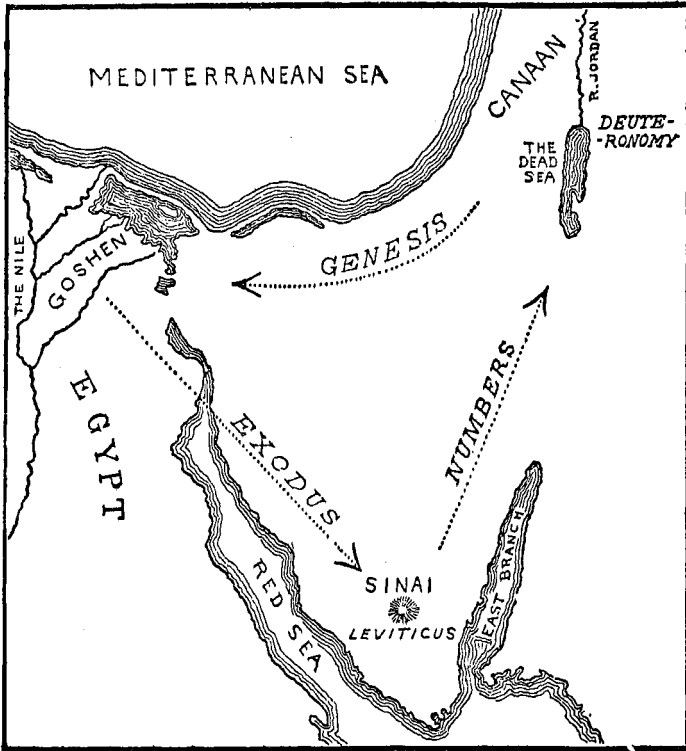 MEDITERRANEAN SEA
CANAAN
R. JORDAN
DEUTE-
-RONOMY
THE
DEAD
SEA
GENESIS
THE NILE
GOSHEN
EGYPT
EXODUS
NUMBERS
RED SEA
SINAI
LEVITICUS
EAST BRANCH